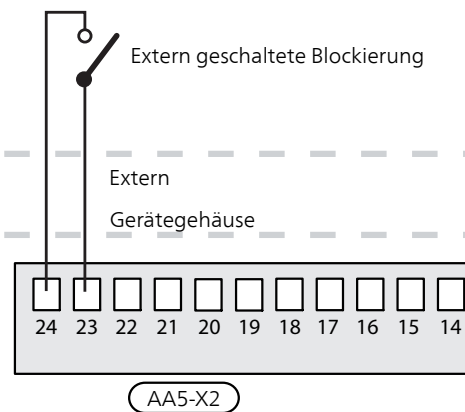 Extern geschaltete Blockierung
Extern
Gerätegehäuse
24 23 22 21 20 19 18 17 16 15 14
AA5-X2